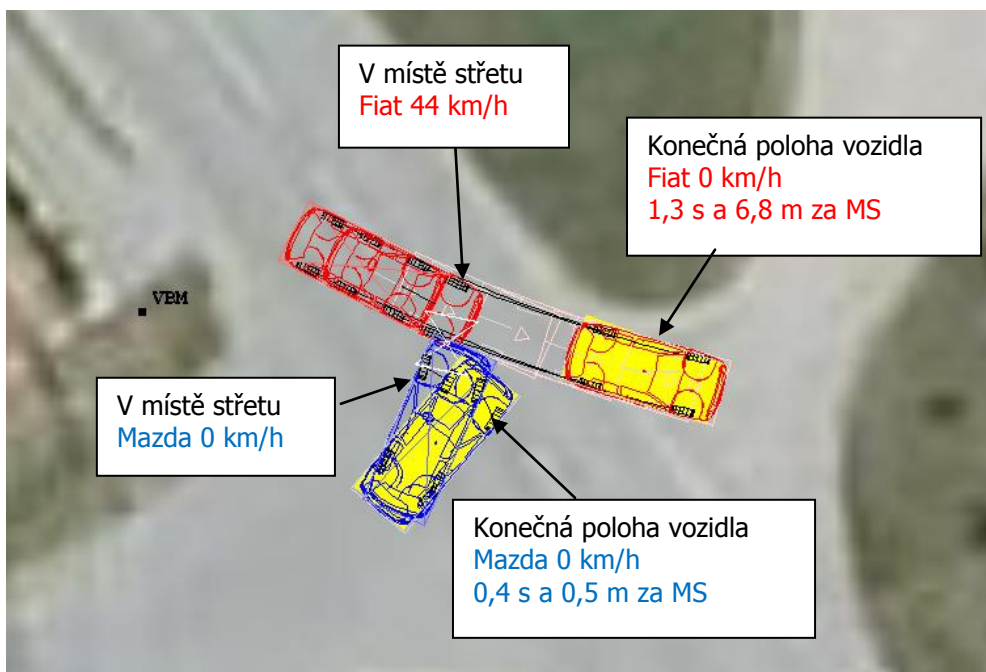 V místě střetu
Fiat 44 km/h
Konečná poloha vozidla
Fiat 0 km/h
1,3 s a 6,8 m za MS
VBM
V místě střetu
Mazda 0 km/h
Konečná poloha vozidla
Mazda 0 km/h
0,4 s a 0,5 m za MS